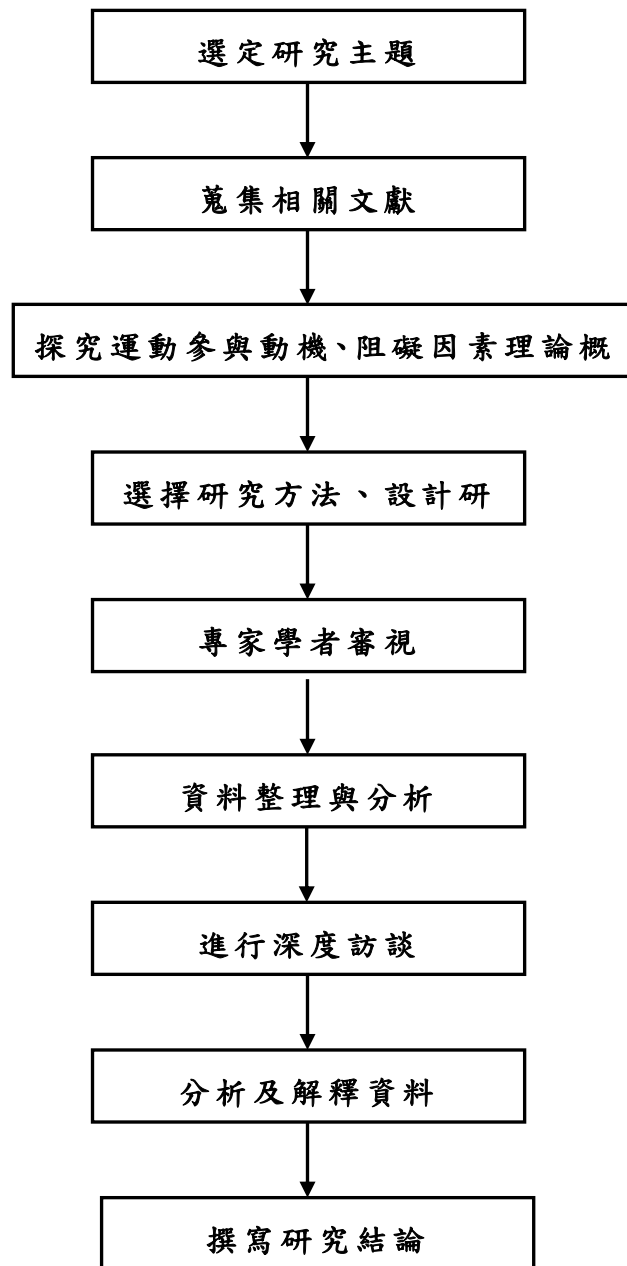 選定研究主題
蒐集相關文獻
探究運動參與動機、阻礙因素理論概
選擇研究方法、設計研
專家學者審視
資料整理與分析
進行深度訪談
分析及解釋資料
撰寫研究結論